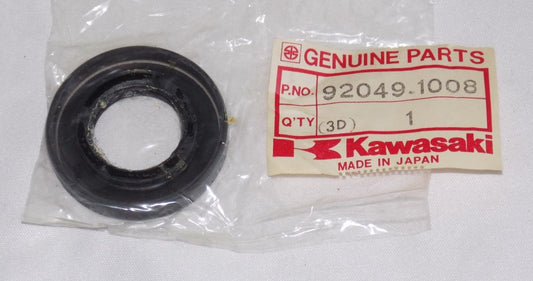 GENUINE PARTS
P.NO. 92049-1008
Q'TY (3D) 1
Kawasaki
MADE IN JAPAN